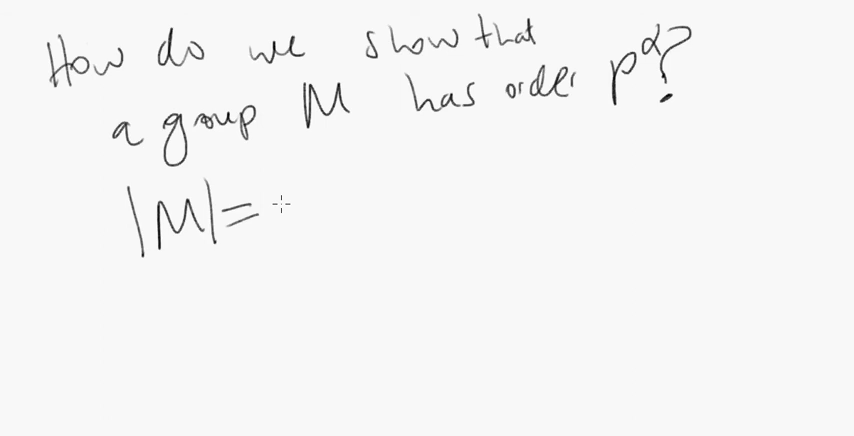 How do we show that
a group M has order p^α?
|M|=